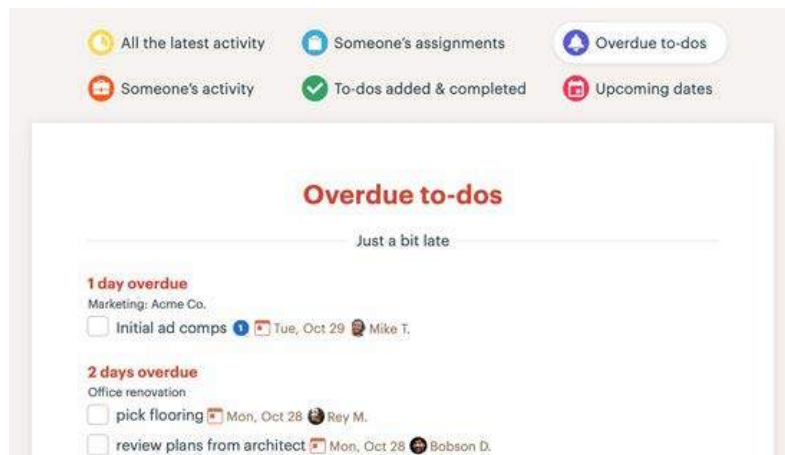 All the latest activity Someone's assignments Overdue to-dos
Someone's activity To-dos added & completed Upcoming dates
Overdue to-dos
Just a bit late
1 day overdue
Marketing: Acme Co.
Initial ad comps 1 Tue, Oct 29 Mike T.
2 days overdue
Office renovation
pick flooring Mon, Oct 28 Rey M.
review plans from architect Mon, Oct 28 Bobson D.